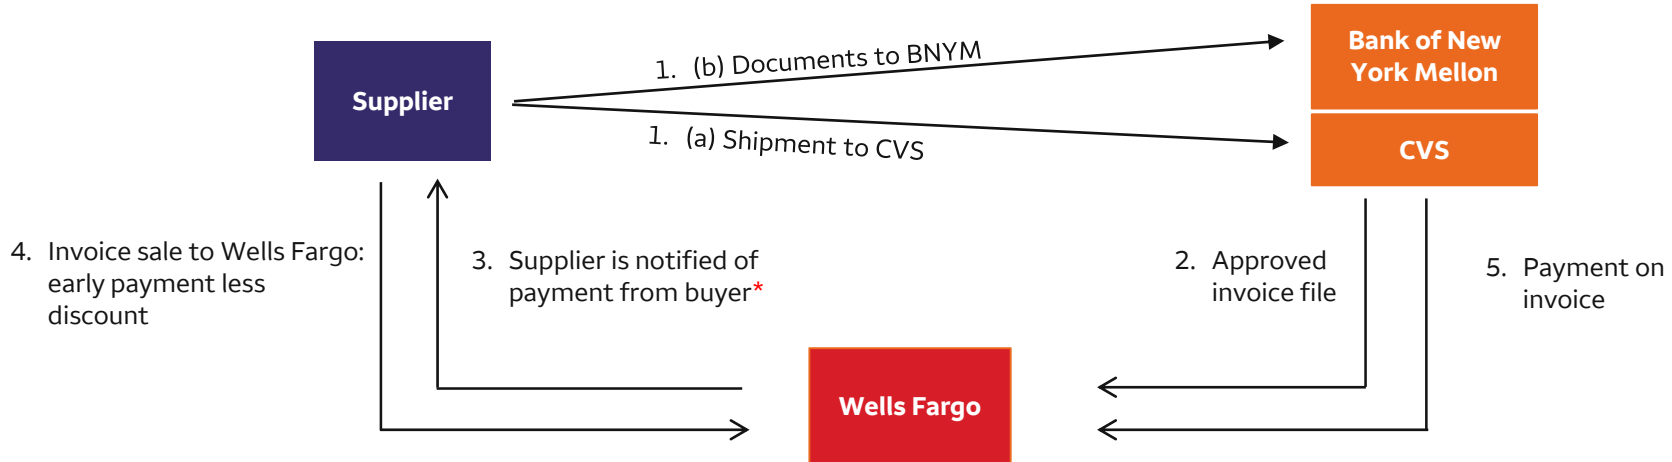 Bank of New
York Mellon
1. (b) Documents to BNYM
Supplier
1. (a) Shipment to CVS
CVS
4. Invoice sale to Wells Fargo:
early payment less
discount
3. Supplier is notified of
payment from buyer*
2. Approved
invoice file
5. Payment on
invoice
Wells Fargo